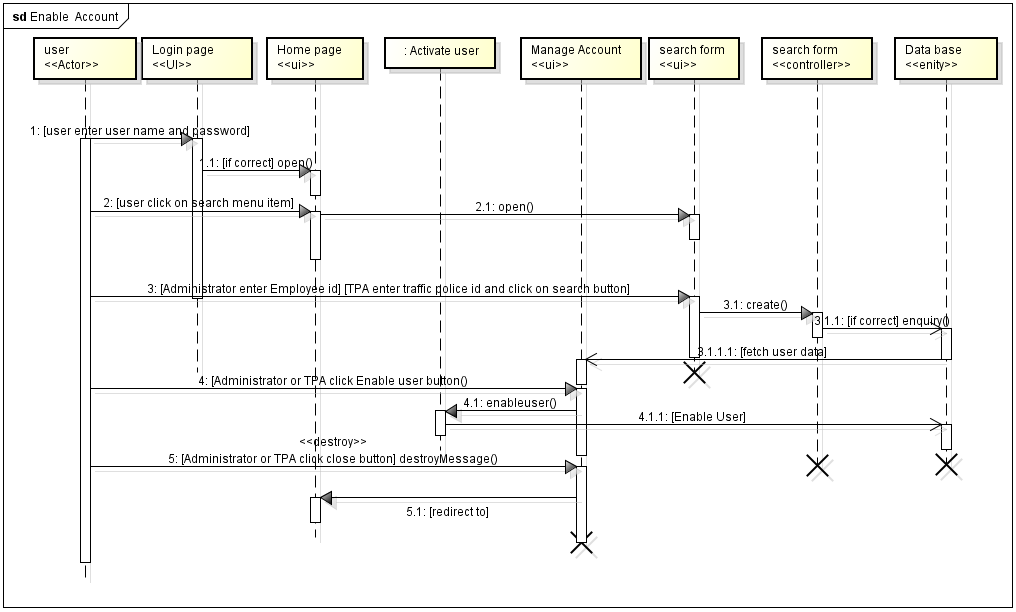 sd Enable Account
user
<<Actor>>
Login page
<<UI>>
Home page
<<ui>>
: Activate user
Manage Account
<<ui>>
search form
<<ui>>
search form
<<controller>>
Data base
<<enity>>
1: [user enter user name and password]
1.1: [if correct] open()
2: [user click on search menu item]
2.1: open()
3: [Administrator enter Employee id] [TPA enter traffic police id and click on search button]
3.1: create()
3.1.1: [if correct] enquiry()
3.1.1.1: [fetch user data]
4: [Administrator or TPA click Enable user button()
4.1: enableuser()
4.1.1: [Enable User]
<<destroy>>
5: [Administrator or TPA click close button] destroyMessage()
5.1: [redirect to]